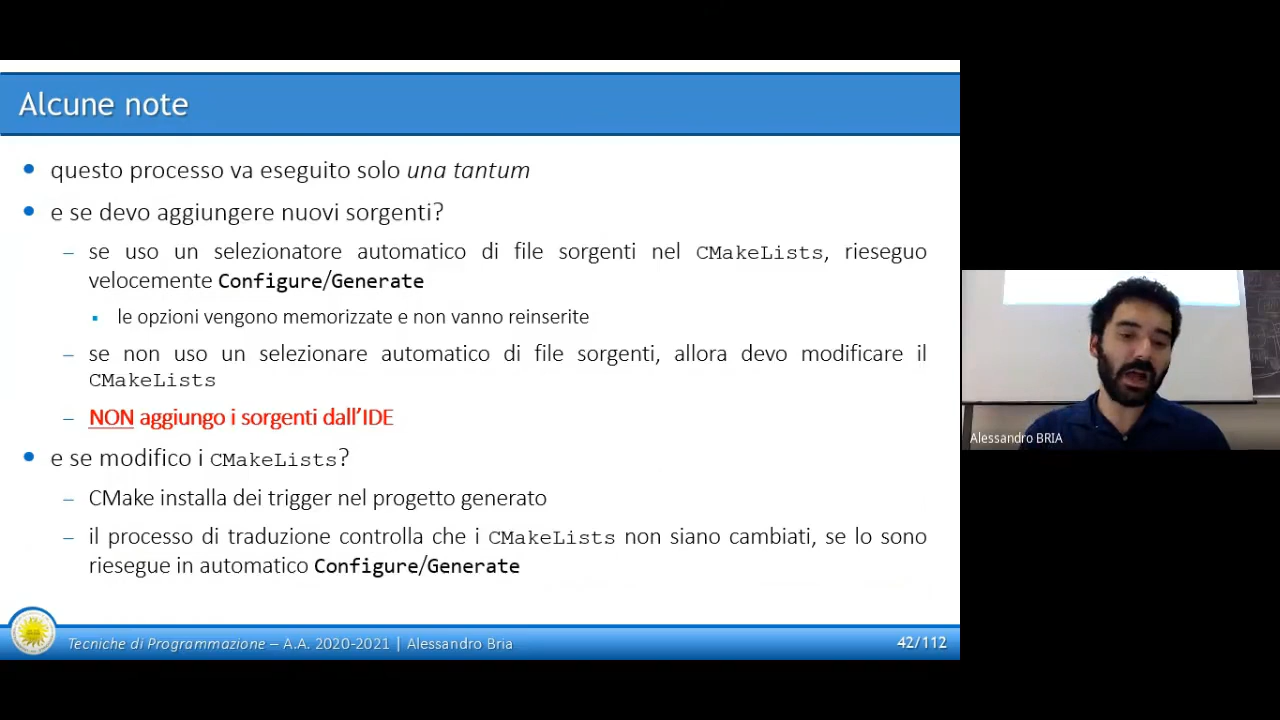 Alcune note
questo processo va eseguito solo una tantum
e se devo aggiungere nuovi sorgenti?
– se uso un selezionatore automatico di file sorgenti nel CMakeLists, rieseguo
velocemente Configure/Generate
le opzioni vengono memorizzate e non vanno reinserite
– se non uso un selezionare automatico di file sorgenti, allora devo modificare il
CMakeLists
– NON aggiungo i sorgenti dall'IDE
e se modifico i CMakeLists?
– CMake installa dei trigger nel progetto generato
– il processo di traduzione controlla che i CMakeLists non siano cambiati, se lo sono
riesegue in automatico Configure/Generate
Tecniche di Programmazione – A.A. 2020-2021 | Alessandro Bria
42/112
Alessandro BRIA